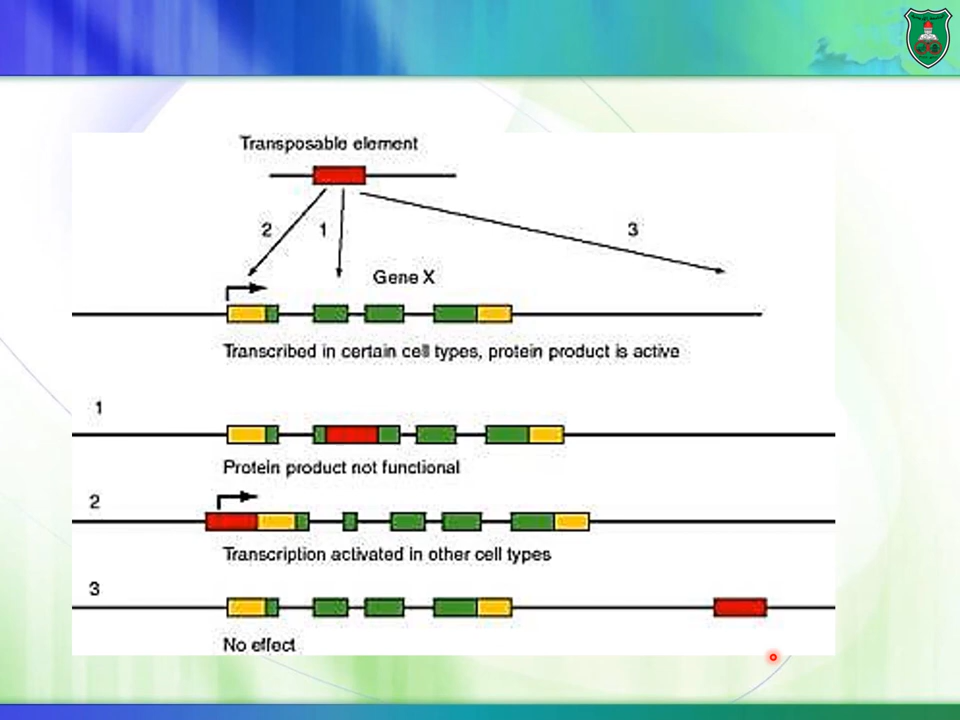 Transposable element
2 1 3
Gene X
Transcribed in certain cell types, protein product is active
1
Protein product not functional
2
Transcription activated in other cell types
3
No effect